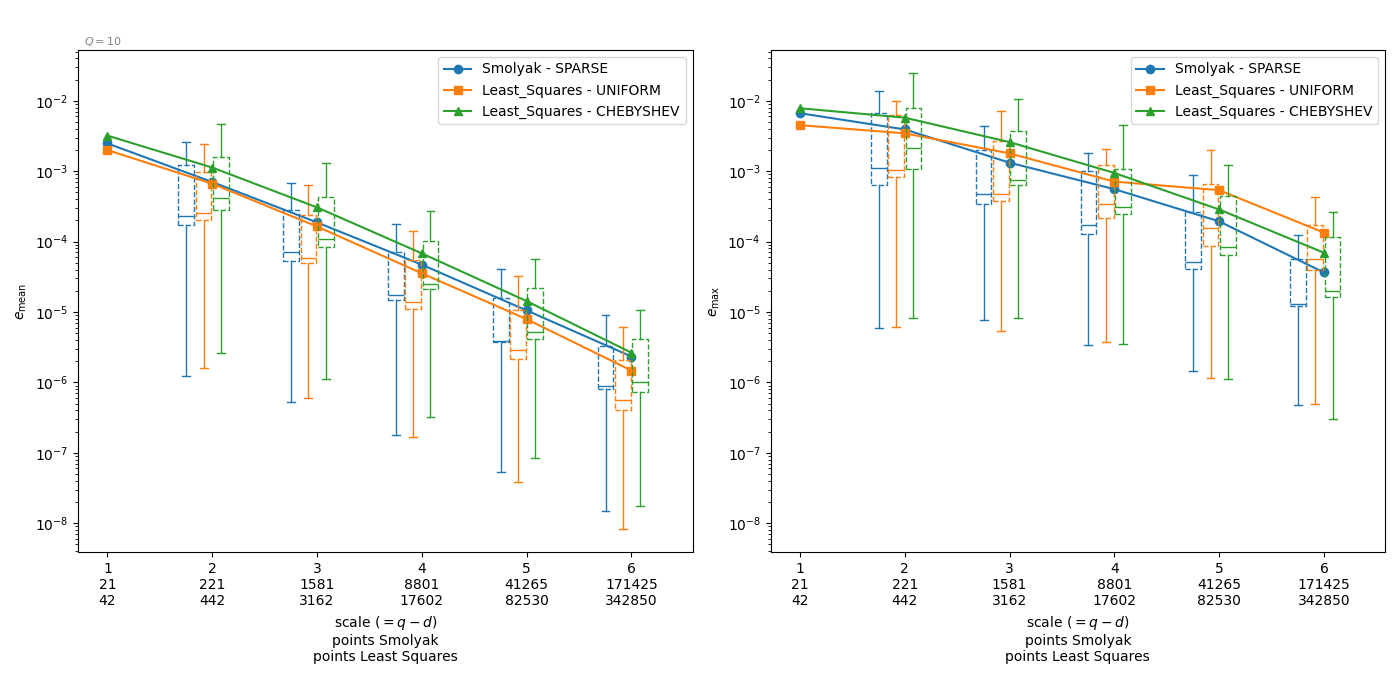 Q = 10
Smolyak - SPARSE
Least_Squares - UNIFORM
Least_Squares - CHEBYSHEV
10⁻²
10⁻³
10⁻⁴
10⁻⁵
10⁻⁶
10⁻⁷
10⁻⁸
e_mean
1 2 3 4 5 6
21 221 1581 8801 41265 171425
42 442 3162 17602 82530 342850
scale (= q − d)
points Smolyak
points Least Squares
Smolyak - SPARSE
Least_Squares - UNIFORM
Least_Squares - CHEBYSHEV
10⁻²
10⁻³
10⁻⁴
10⁻⁵
10⁻⁶
10⁻⁷
10⁻⁸
e_max
1 2 3 4 5 6
21 221 1581 8801 41265 171425
42 442 3162 17602 82530 342850
scale (= q − d)
points Smolyak
points Least Squares